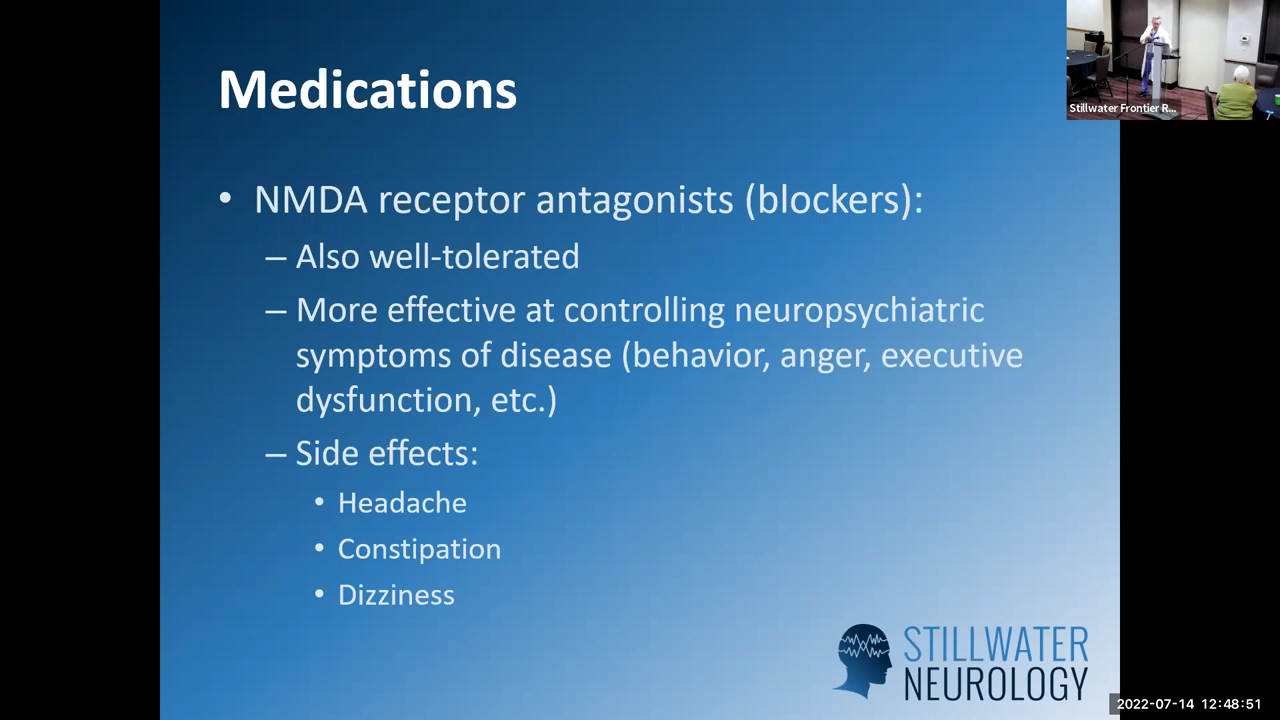 Medications
• NMDA receptor antagonists (blockers):
– Also well-tolerated
– More effective at controlling neuropsychiatric
symptoms of disease (behavior, anger, executive
dysfunction, etc.)
– Side effects:
• Headache
• Constipation
• Dizziness
STILLWATER
NEUROLOGY
Stillwater Frontier R...
2022-07-14 12:48:51